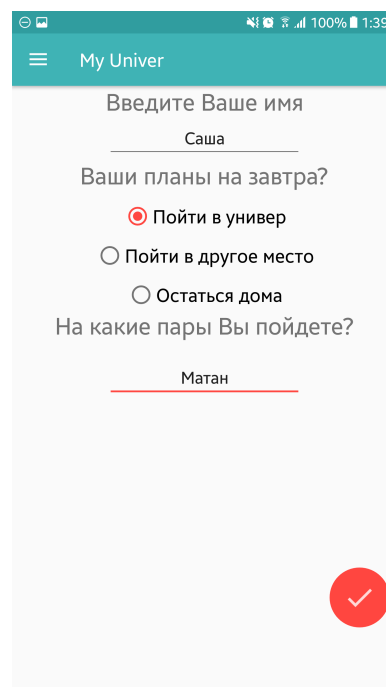 100% 1:39
My Univer
Введите Ваше имя
Саша
Ваши планы на завтра?
Пойти в универ
Пойти в другое место
Остаться дома
На какие пары Вы пойдете?
Матан